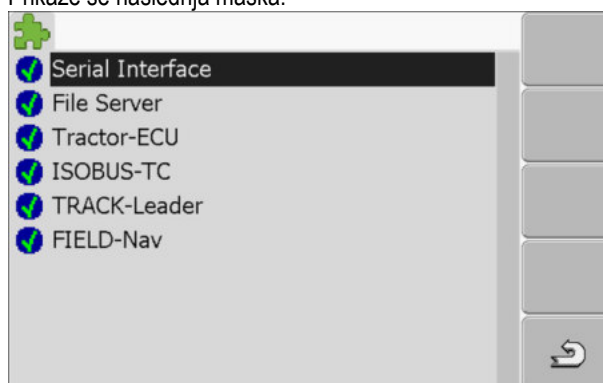 Prikaže se naslednja maska:
Serial Interface
File Server
Tractor-ECU
ISOBUS-TC
TRACK-Leader
FIELD-Nav